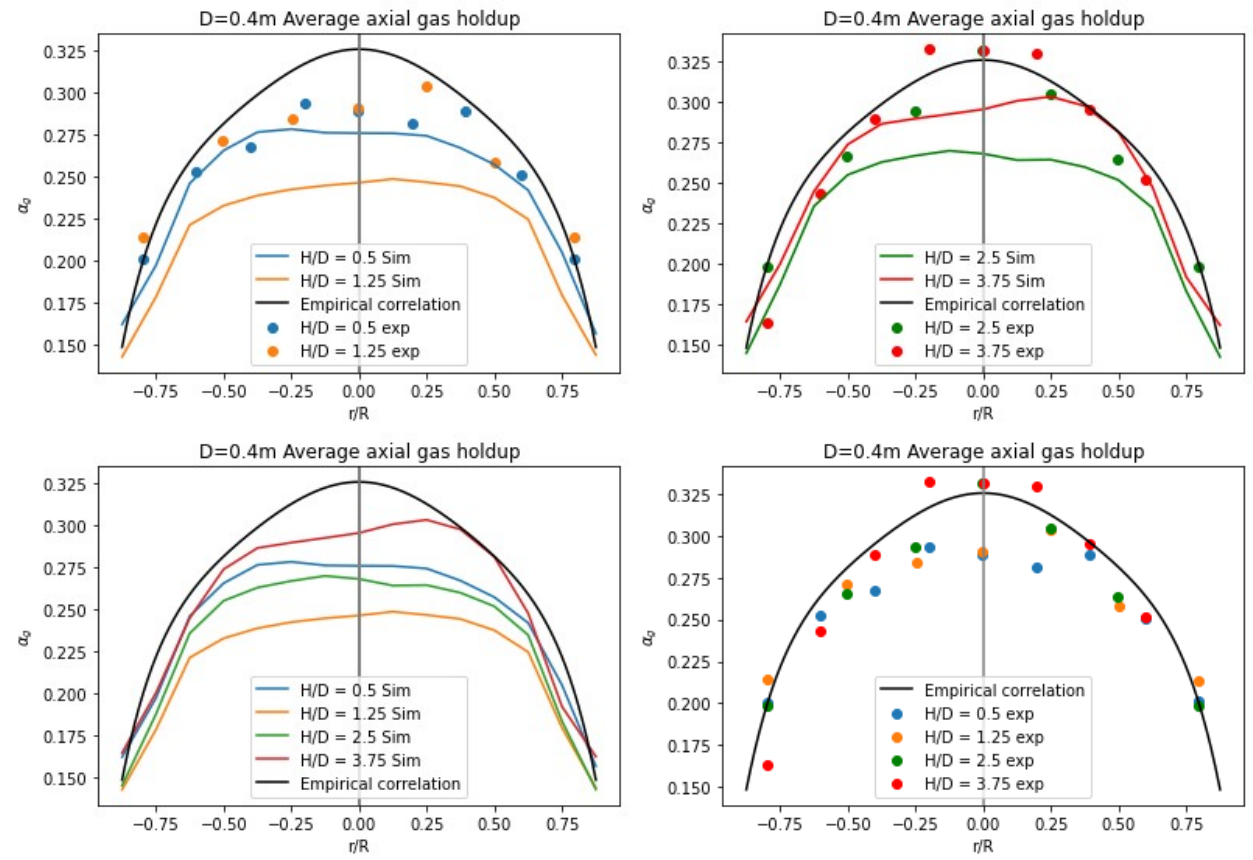 D=0.4m Average axial gas holdup
0.325
0.300
0.275
0.250
0.225
0.200
0.175
0.150
αg
H/D = 0.5 Sim
H/D = 1.25 Sim
Empirical correlation
H/D = 0.5 exp
H/D = 1.25 exp
−0.75 −0.50 −0.25 0.00 0.25 0.50 0.75
r/R
D=0.4m Average axial gas holdup
0.325
0.300
0.275
0.250
0.225
0.200
0.175
0.150
αg
H/D = 2.5 Sim
H/D = 3.75 Sim
Empirical correlation
H/D = 2.5 exp
H/D = 3.75 exp
−0.75 −0.50 −0.25 0.00 0.25 0.50 0.75
r/R
D=0.4m Average axial gas holdup
0.325
0.300
0.275
0.250
0.225
0.200
0.175
0.150
αg
H/D = 0.5 Sim
H/D = 1.25 Sim
H/D = 2.5 Sim
H/D = 3.75 Sim
Empirical correlation
−0.75 −0.50 −0.25 0.00 0.25 0.50 0.75
r/R
D=0.4m Average axial gas holdup
0.325
0.300
0.275
0.250
0.225
0.200
0.175
0.150
αg
Empirical correlation
H/D = 0.5 exp
H/D = 1.25 exp
H/D = 2.5 exp
H/D = 3.75 exp
−0.75 −0.50 −0.25 0.00 0.25 0.50 0.75
r/R